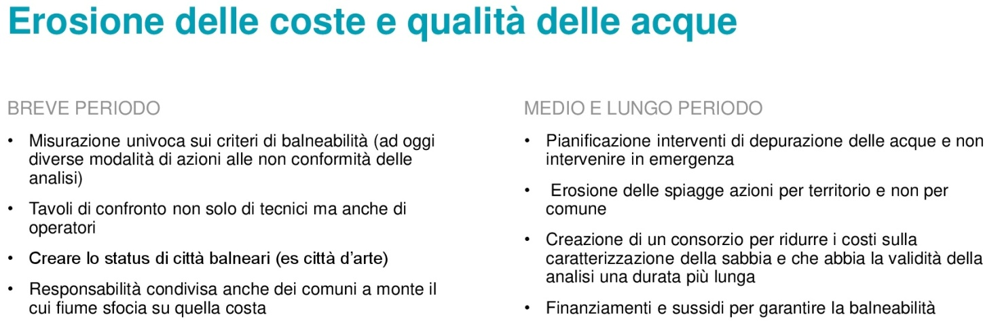 Erosione delle coste e qualità delle acque
BREVE PERIODO
• Misurazione univoca sui criteri di balneabilità (ad oggi
diverse modalità di azioni alle non conformità delle
analisi)
• Tavoli di confronto non solo di tecnici ma anche di
operatori
• Creare lo status di città balneari (es città d'arte)
• Responsabilità condivisa anche dei comuni a monte il
cui fiume sfocia su quella costa
MEDIO E LUNGO PERIODO
• Pianificazione interventi di depurazione delle acque e non
intervenire in emergenza
• Erosione delle spiagge azioni per territorio e non per
comune
• Creazione di un consorzio per ridurre i costi sulla
caratterizzazione della sabbia e che abbia la validità della
analisi una durata più lunga
• Finanziamenti e sussidi per garantire la balneabilità